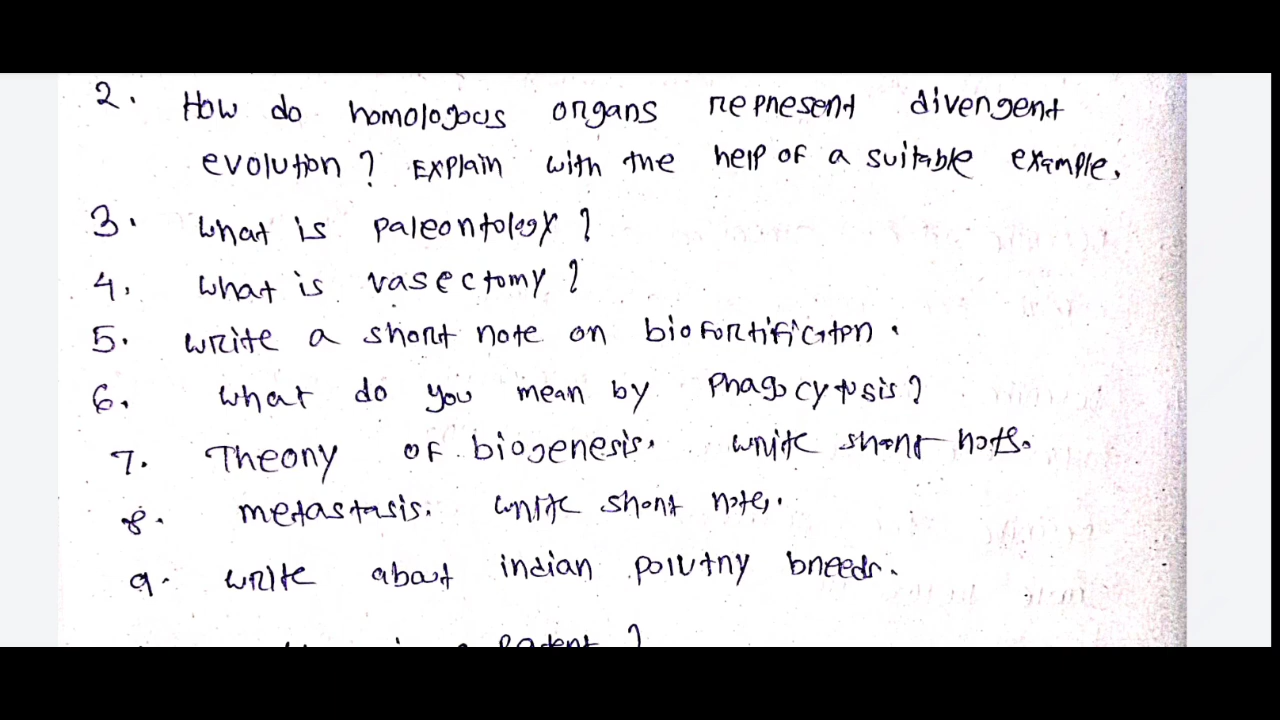 2. How do homologous organs represent divergent
evolution? Explain with the help of a suitable example.
3. What is paleontology?
4. What is vasectomy?
5. Write a short note on biofortification.
6. What do you mean by Phagocytosis?
7. Theory of biogenesis. Write short note.
8. metastasis. write short note.
9. Write about indian poultry breeds.